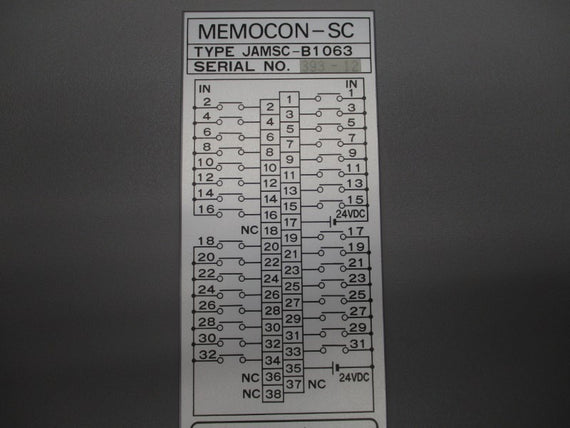 MEMOCON-SC
TYPE JAMSC-B1063
SERIAL NO. 393-12
IN IN
2 2 1 1
4 4 3 3
6 6 5 5
8 8 7 7
10 10 9 9
12 12 11 11
14 14 13 13
16 16 15 15
17 24VDC
NC 18 19 17
18 20 21 19
20 22 23 21
22 24 25 23
24 26 27 25
26 28 29 27
28 30 31 29
30 32 33 31
32 34 35 24VDC
NC 36 37 NC
NC 38